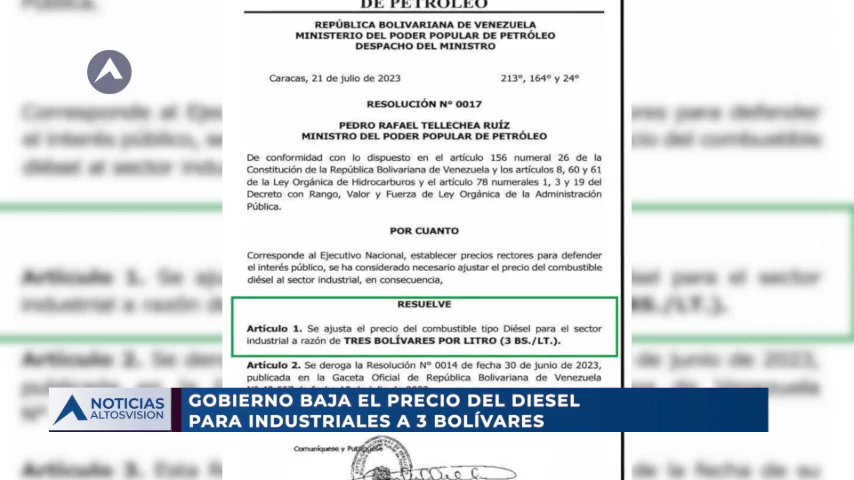 DE PETRÓLEO
REPÚBLICA BOLIVARIANA DE VENEZUELA
MINISTERIO DEL PODER POPULAR DE PETRÓLEO
DESPACHO DEL MINISTRO
Caracas, 21 de julio de 2023 213°, 164° y 24°
RESOLUCIÓN N° 0017
PEDRO RAFAEL TELLECHEA RUÍZ
MINISTRO DEL PODER POPULAR DE PETRÓLEO
De conformidad con lo dispuesto en el artículo 156 numeral 26 de la
Constitución de la República Bolivariana de Venezuela y los artículos 8, 60 y 61
de la Ley Orgánica de Hidrocarburos y el artículo 78 numerales 1, 3 y 19 del
Decreto con Rango, Valor y Fuerza de Ley Orgánica de la Administración
Pública.
POR CUANTO
Corresponde al Ejecutivo Nacional, establecer precios rectores para defender
el interés público, se ha considerado necesario ajustar el precio del combustible
diésel al sector industrial, en consecuencia,
RESUELVE
Artículo 1. Se ajusta el precio del combustible tipo Diésel para el sector
industrial a razón de TRES BOLÍVARES POR LITRO (3 BS./LT.).
Artículo 2. Se deroga la Resolución N° 0014 de fecha 30 de junio de 2023,
publicada en la Gaceta Oficial de República Bolivariana de Venezuela
NOTICIAS
ALTOSVISION
GOBIERNO BAJA EL PRECIO DEL DIESEL
PARA INDUSTRIALES A 3 BOLÍVARES
Comuníquese y Publíquese